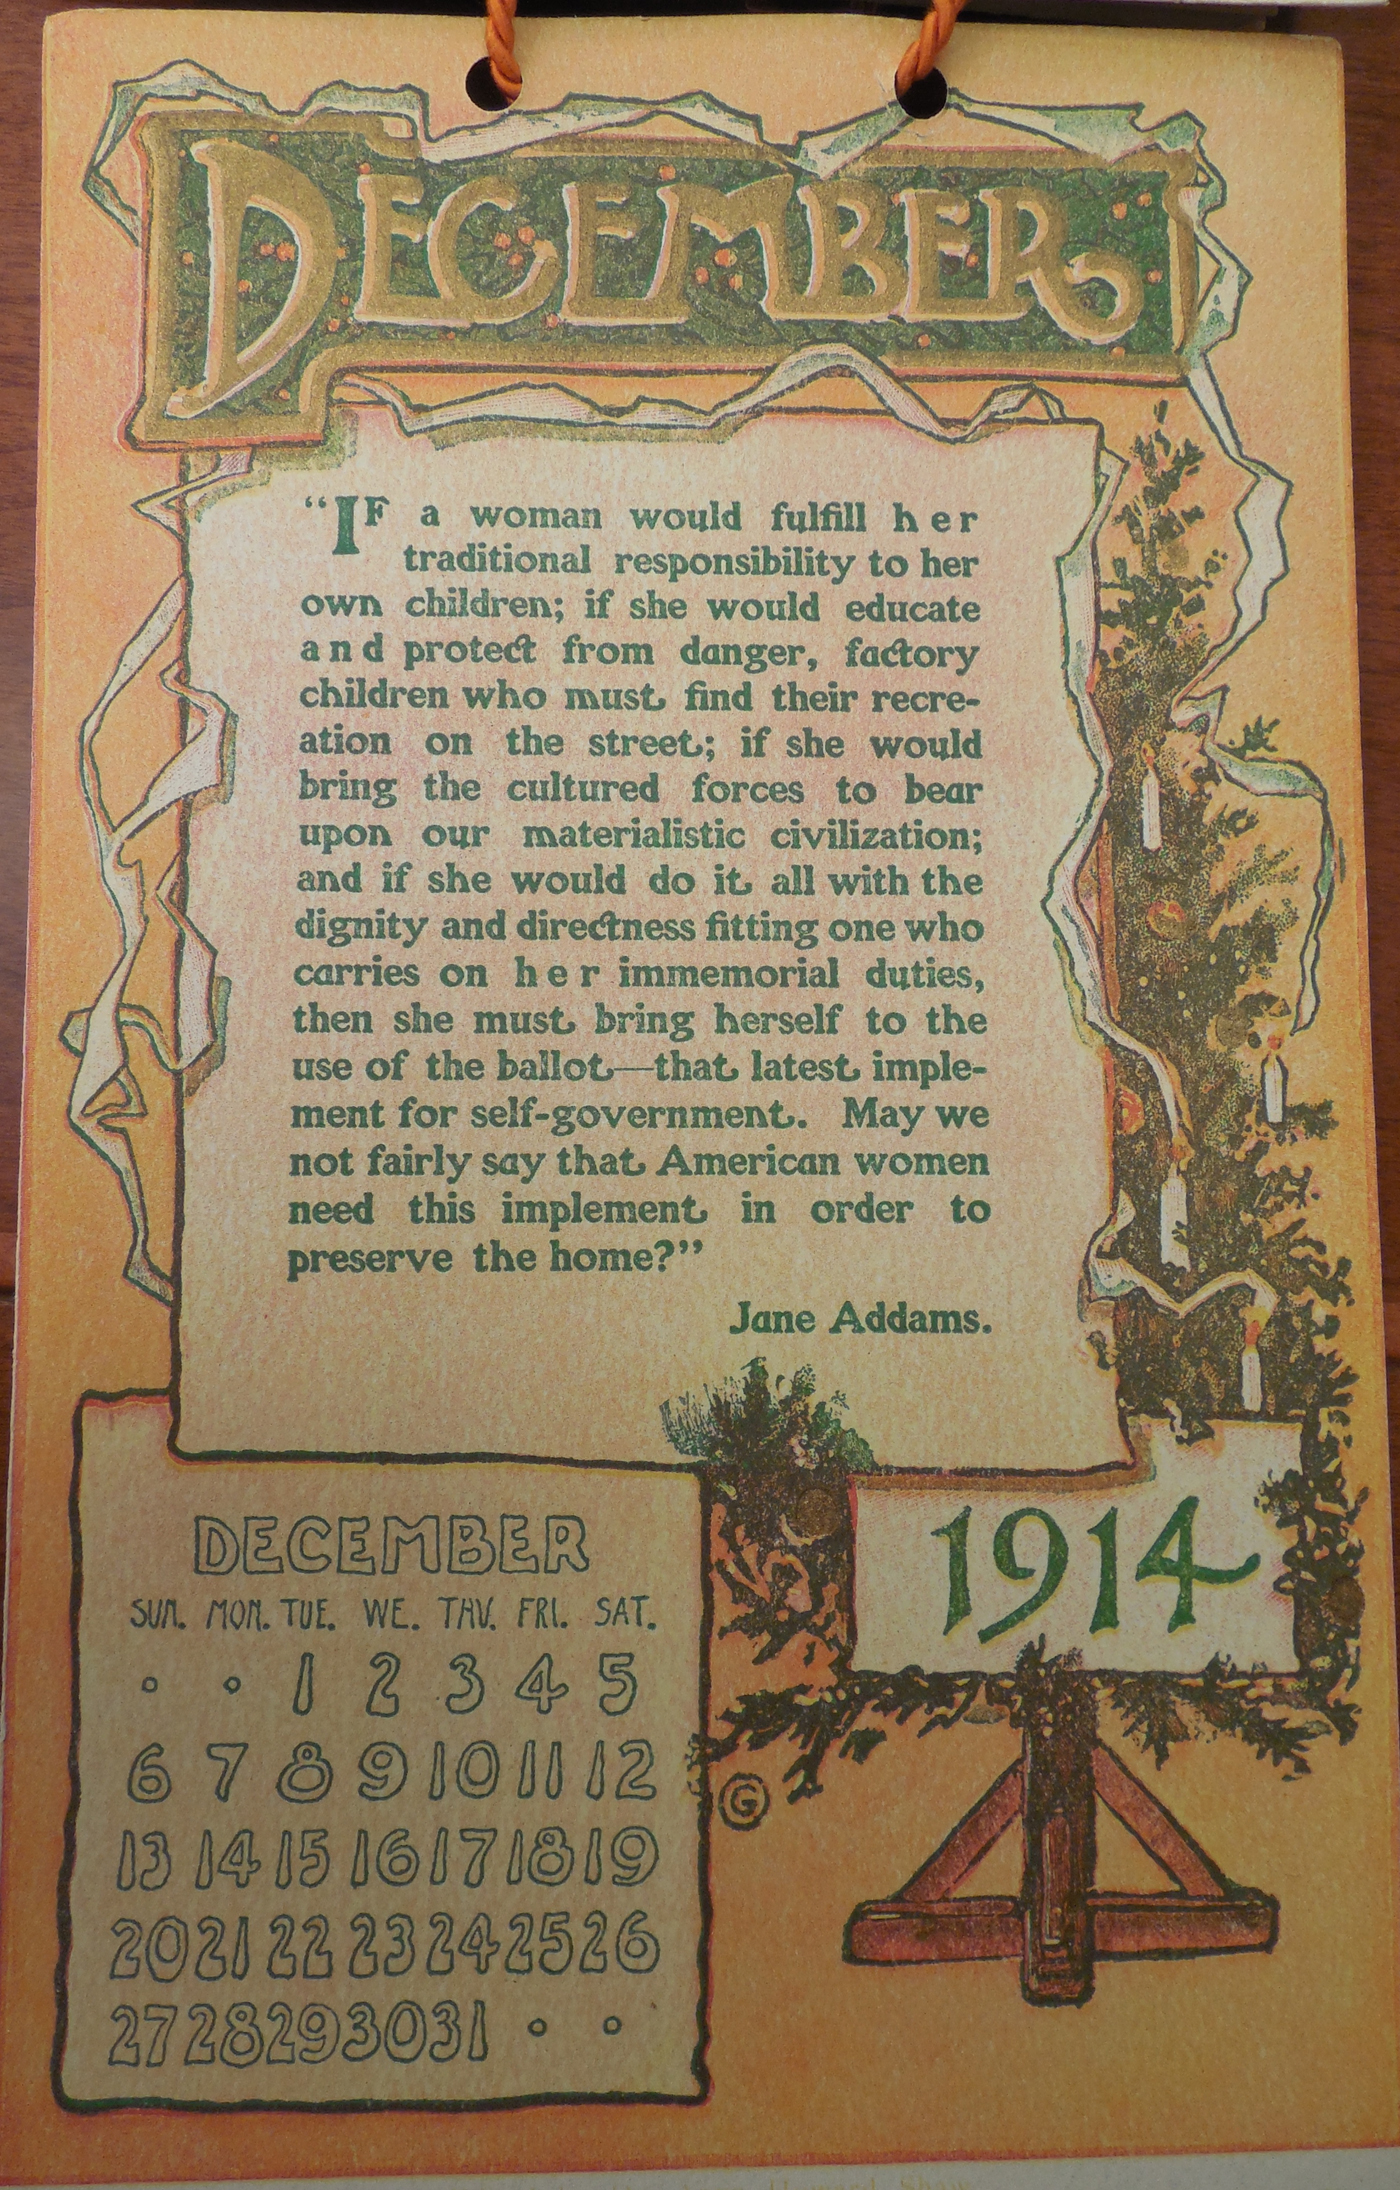 DECEMBER
"IF a woman would fulfill her
traditional responsibility to her
own children; if she would educate
and protect from danger, factory
children who must find their recre-
ation on the street; if she would
bring the cultured forces to bear
upon our materialistic civilization;
and if she would do it all with the
dignity and directness fitting one who
carries on her immemorial duties,
then she must bring herself to the
use of the ballot—that latest imple-
ment for self-government. May we
not fairly say that American women
need this implement in order to
preserve the home?"
Jane Addams.
1914
DECEMBER
SUN. MON. TUE. WE. THU. FRI. SAT.
· · 1 2 3 4 5
6 7 8 9 10 11 12
13 14 15 16 17 18 19
20 21 22 23 24 25 26
27 28 29 30 31 · ·
G